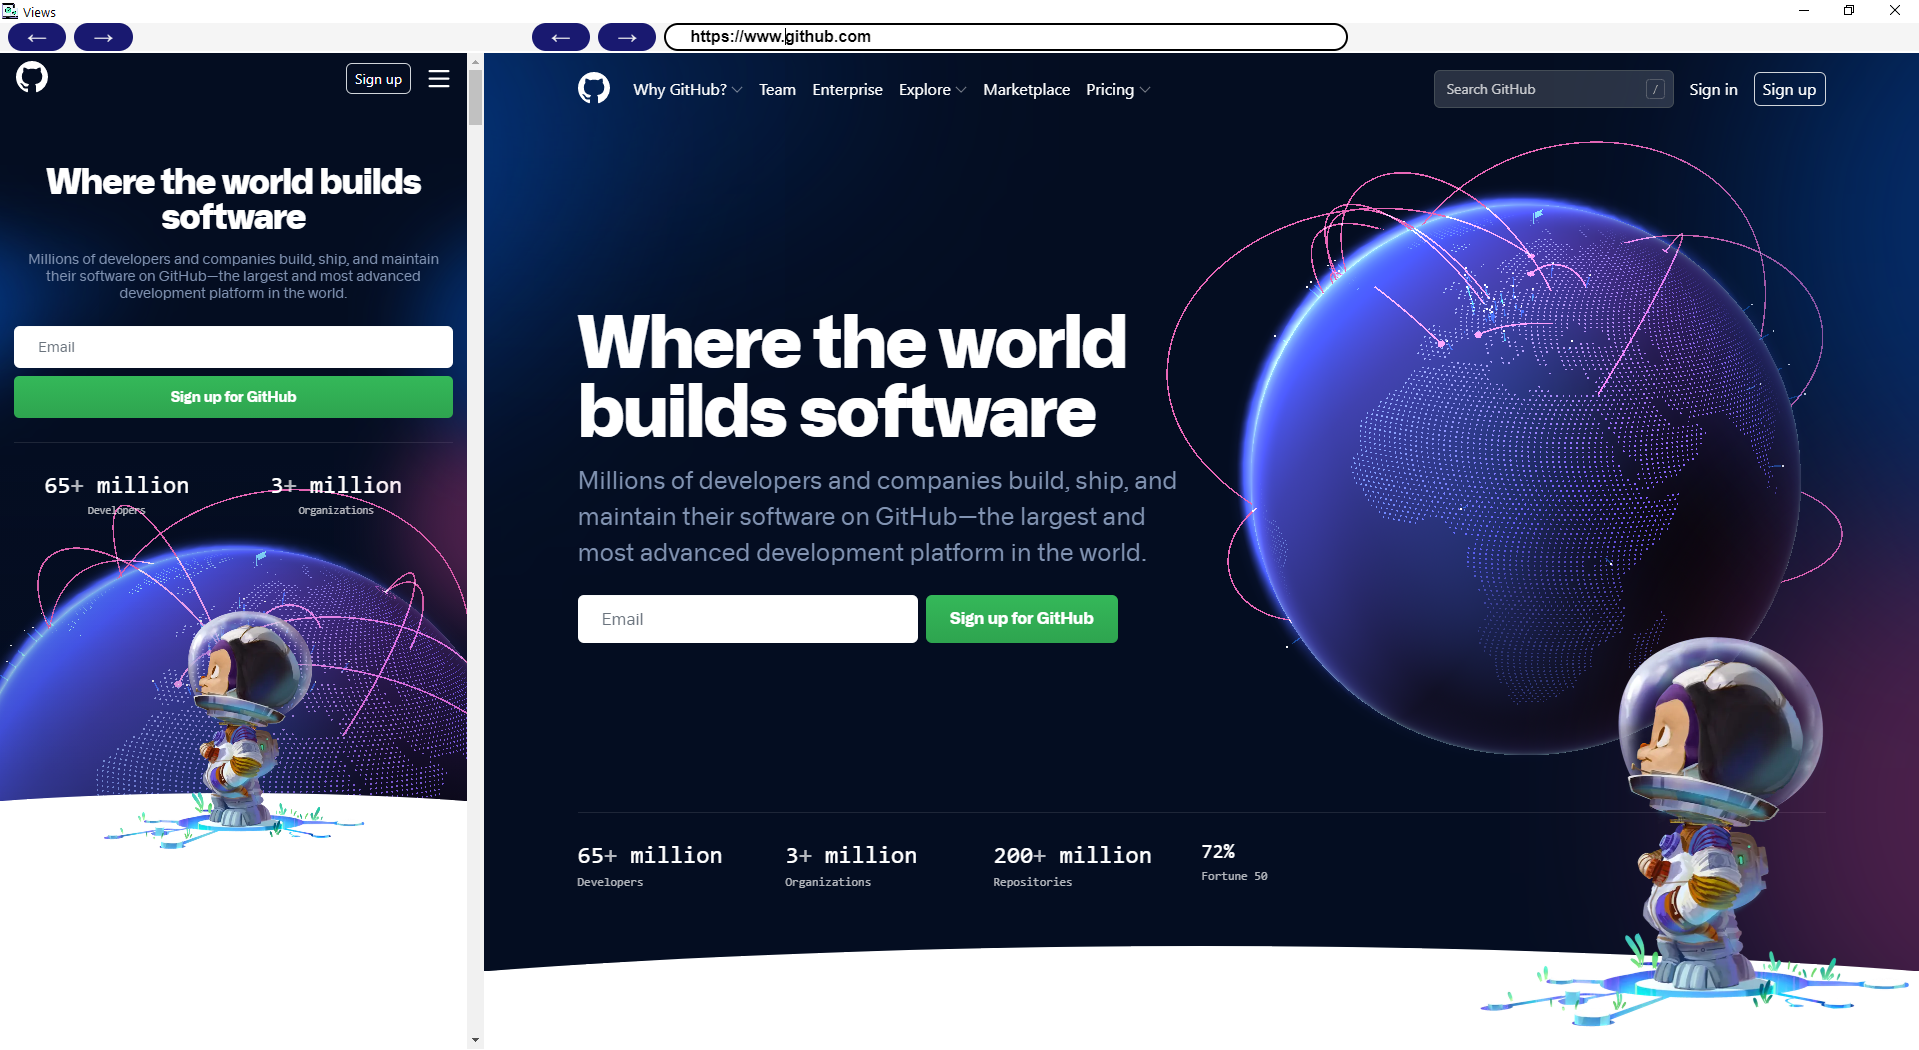 Views
← → ← → https://www.github.com
Sign up
Where the world builds
software
Millions of developers and companies build, ship, and maintain
their software on GitHub—the largest and most advanced
development platform in the world.
Email
Sign up for GitHub
65+ million 3+ million
Developers Organizations
Why GitHub? Team Enterprise Explore Marketplace Pricing Search GitHub / Sign in Sign up
Where the world
builds software
Millions of developers and companies build, ship, and
maintain their software on GitHub—the largest and
most advanced development platform in the world.
Email Sign up for GitHub
65+ million 3+ million 200+ million 72%
Developers Organizations Repositories Fortune 50